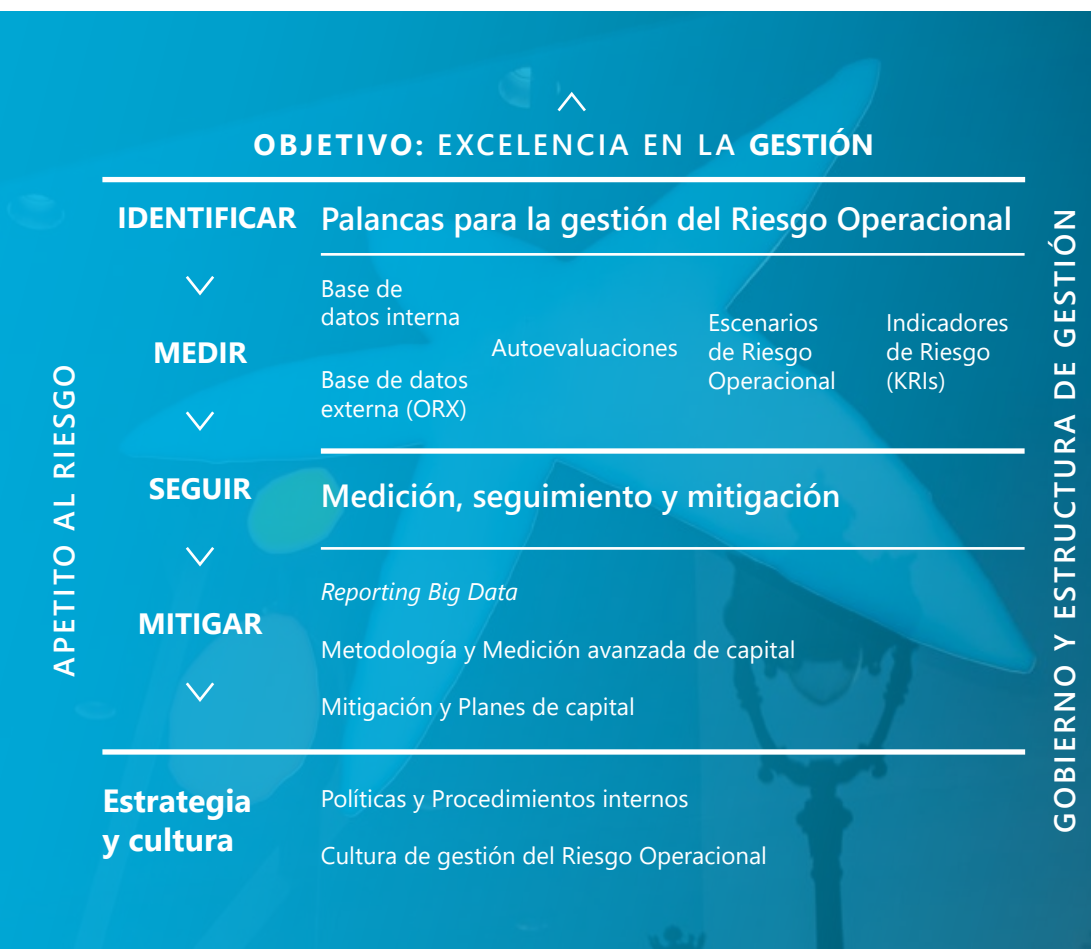 OBJETIVO: EXCELENCIA EN LA GESTIÓN
APETITO AL RIESGO
IDENTIFICAR
MEDIR
SEGUIR
MITIGAR
Palancas para la gestión del Riesgo Operacional
Base de
datos interna
Base de datos
externa (ORX)
Autoevaluaciones
Escenarios
de Riesgo
Operacional
Indicadores
de Riesgo
(KRIs)
Medición, seguimiento y mitigación
Reporting Big Data
Metodología y Medición avanzada de capital
Mitigación y Planes de capital
Estrategia
y cultura
Políticas y Procedimientos internos
Cultura de gestión del Riesgo Operacional
GOBIERNO Y ESTRUCTURA DE GESTIÓN